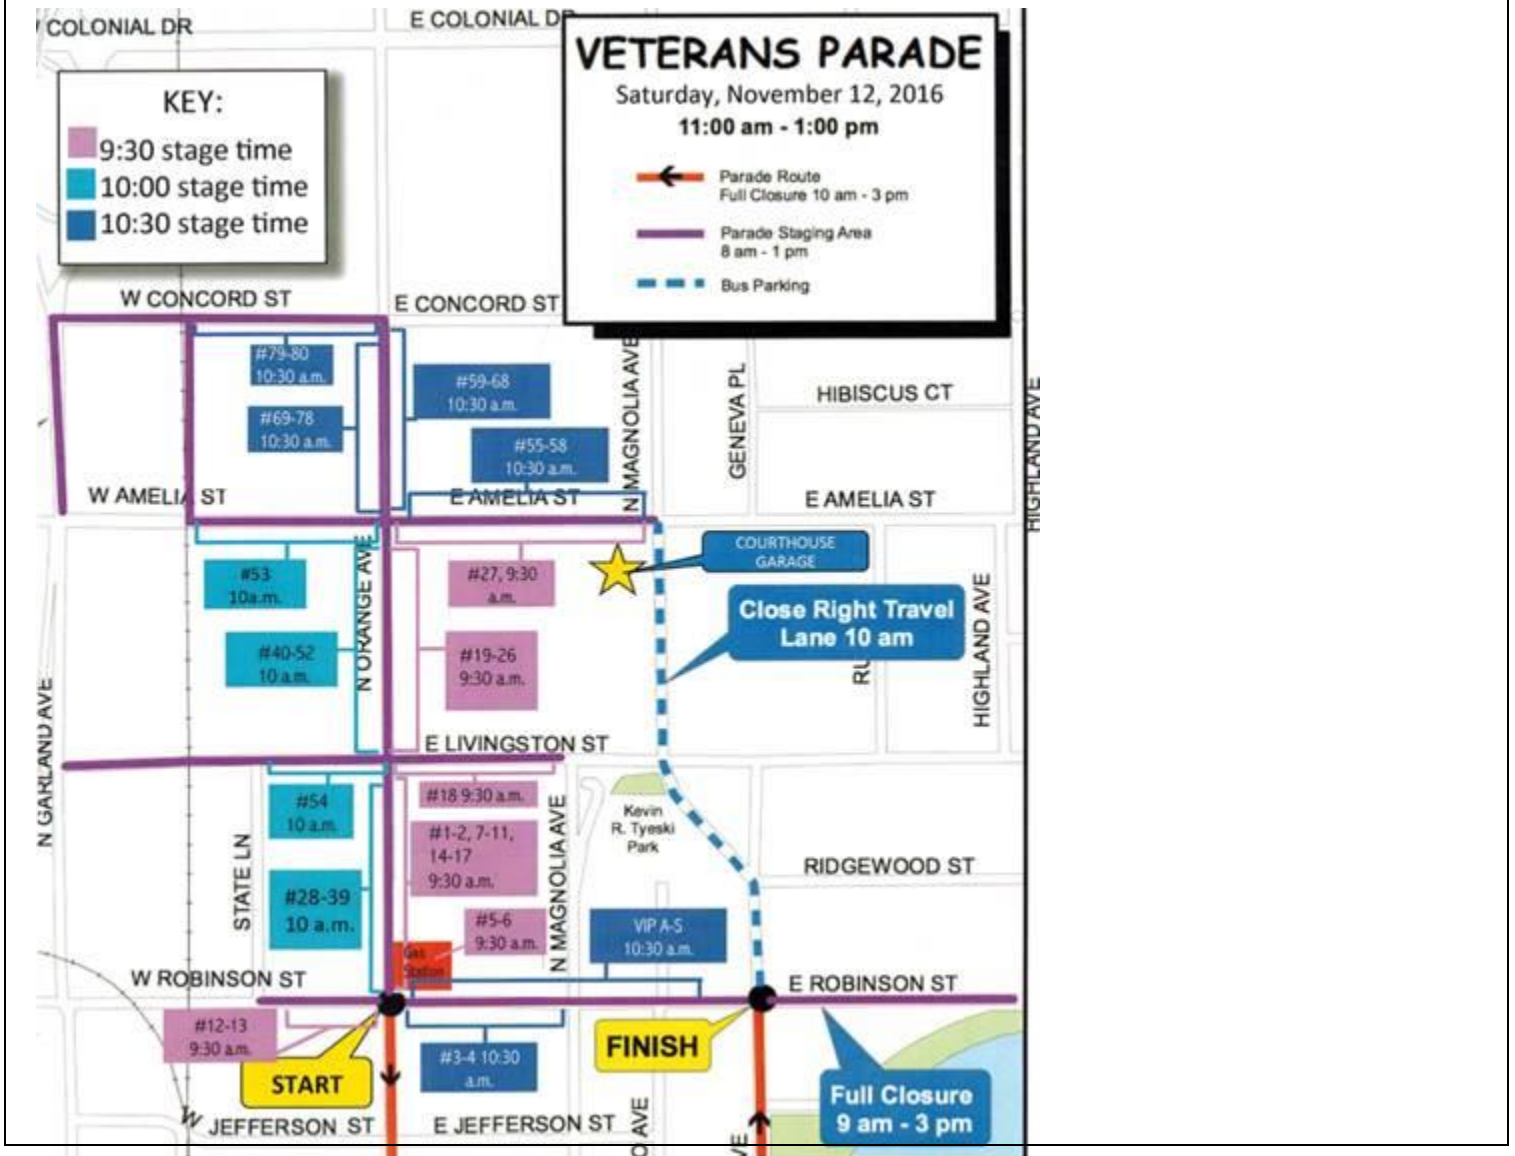 COLONIAL DR
E COLONIAL DR
VETERANS PARADE
Saturday, November 12, 2016
11:00 am - 1:00 pm
Parade Route
Full Closure 10 am - 3 pm
Parade Staging Area
8 am - 1 pm
Bus Parking
KEY:
9:30 stage time
10:00 stage time
10:30 stage time
W CONCORD ST
E CONCORD ST
#79-80
10:30 a.m.
#59-68
10:30 a.m.
#69-78
10:30 a.m.
#55-58
10:30 a.m.
N MAGNOLIA AVE
GENEVA PL
HIBISCUS CT
HIGHLAND AVE
W AMELIA ST
E AMELIA ST
E AMELIA ST
COURTHOUSE
GARAGE
#53
10a.m.
N ORANGE AVE
#27, 9:30
a.m.
Close Right Travel
Lane 10 am
#40-52
10 a.m.
#19-26
9:30 a.m.
RU
HIGHLAND AVE
N GARLAND AVE
E LIVINGSTON ST
#54
10 a.m.
#18 9:30 a.m.
#1-2, 7-11,
14-17
9:30 a.m.
N MAGNOLIA AVE
Kevin
R. Tyeski
Park
STATE LN
RIDGEWOOD ST
#28-39
10 a.m.
#5-6
9:30 a.m.
VIP A-S
10:30 a.m.
Gas
Station
W ROBINSON ST
E ROBINSON ST
#12-13
9:30 a.m.
START
#3-4 10:30
a.m.
FINISH
Full Closure
9 am - 3 pm
W JEFFERSON ST
E JEFFERSON ST
O AVE
VE